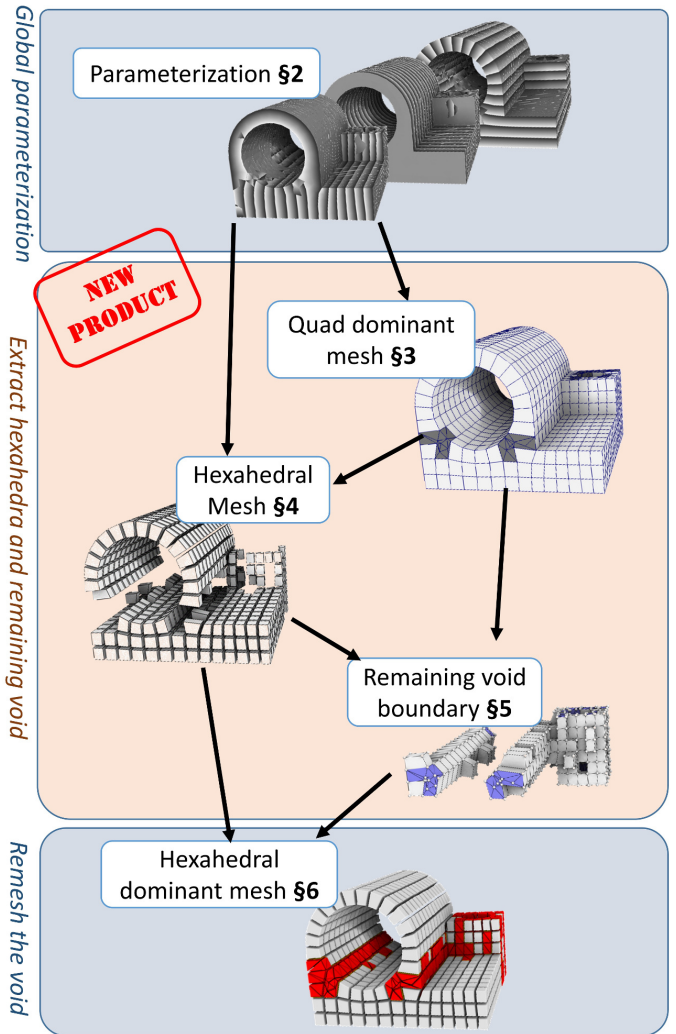 Global parameterization
Parameterization §2
NEW
PRODUCT
Extract hexahedra and remaining void
Quad dominant
mesh §3
Hexahedral
Mesh §4
Remaining void
boundary §5
Remesh the void
Hexahedral
dominant mesh §6